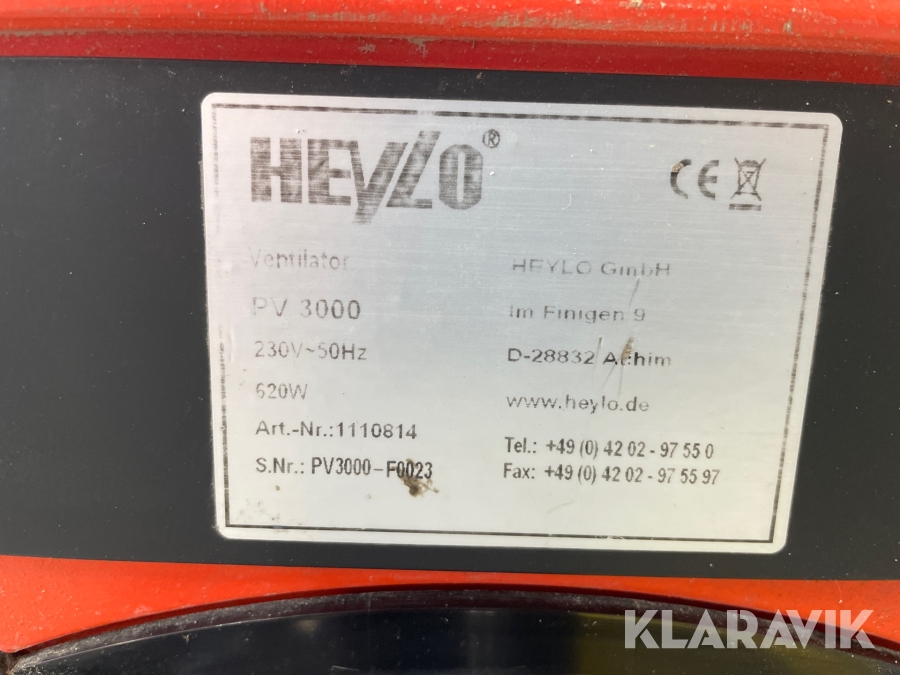 HEYLO®
CE
Ventilator
PV 3000
230V~50Hz
620W
Art.-Nr.:1110814
S.Nr.: PV3000-F0023
HEYLO GmbH
Im Finigen 9
D-28832 Achim
www.heylo.de
Tel.: +49 (0) 42 02 - 97 55 0
Fax: +49 (0) 42 02 - 97 55 97
KLARAVIK